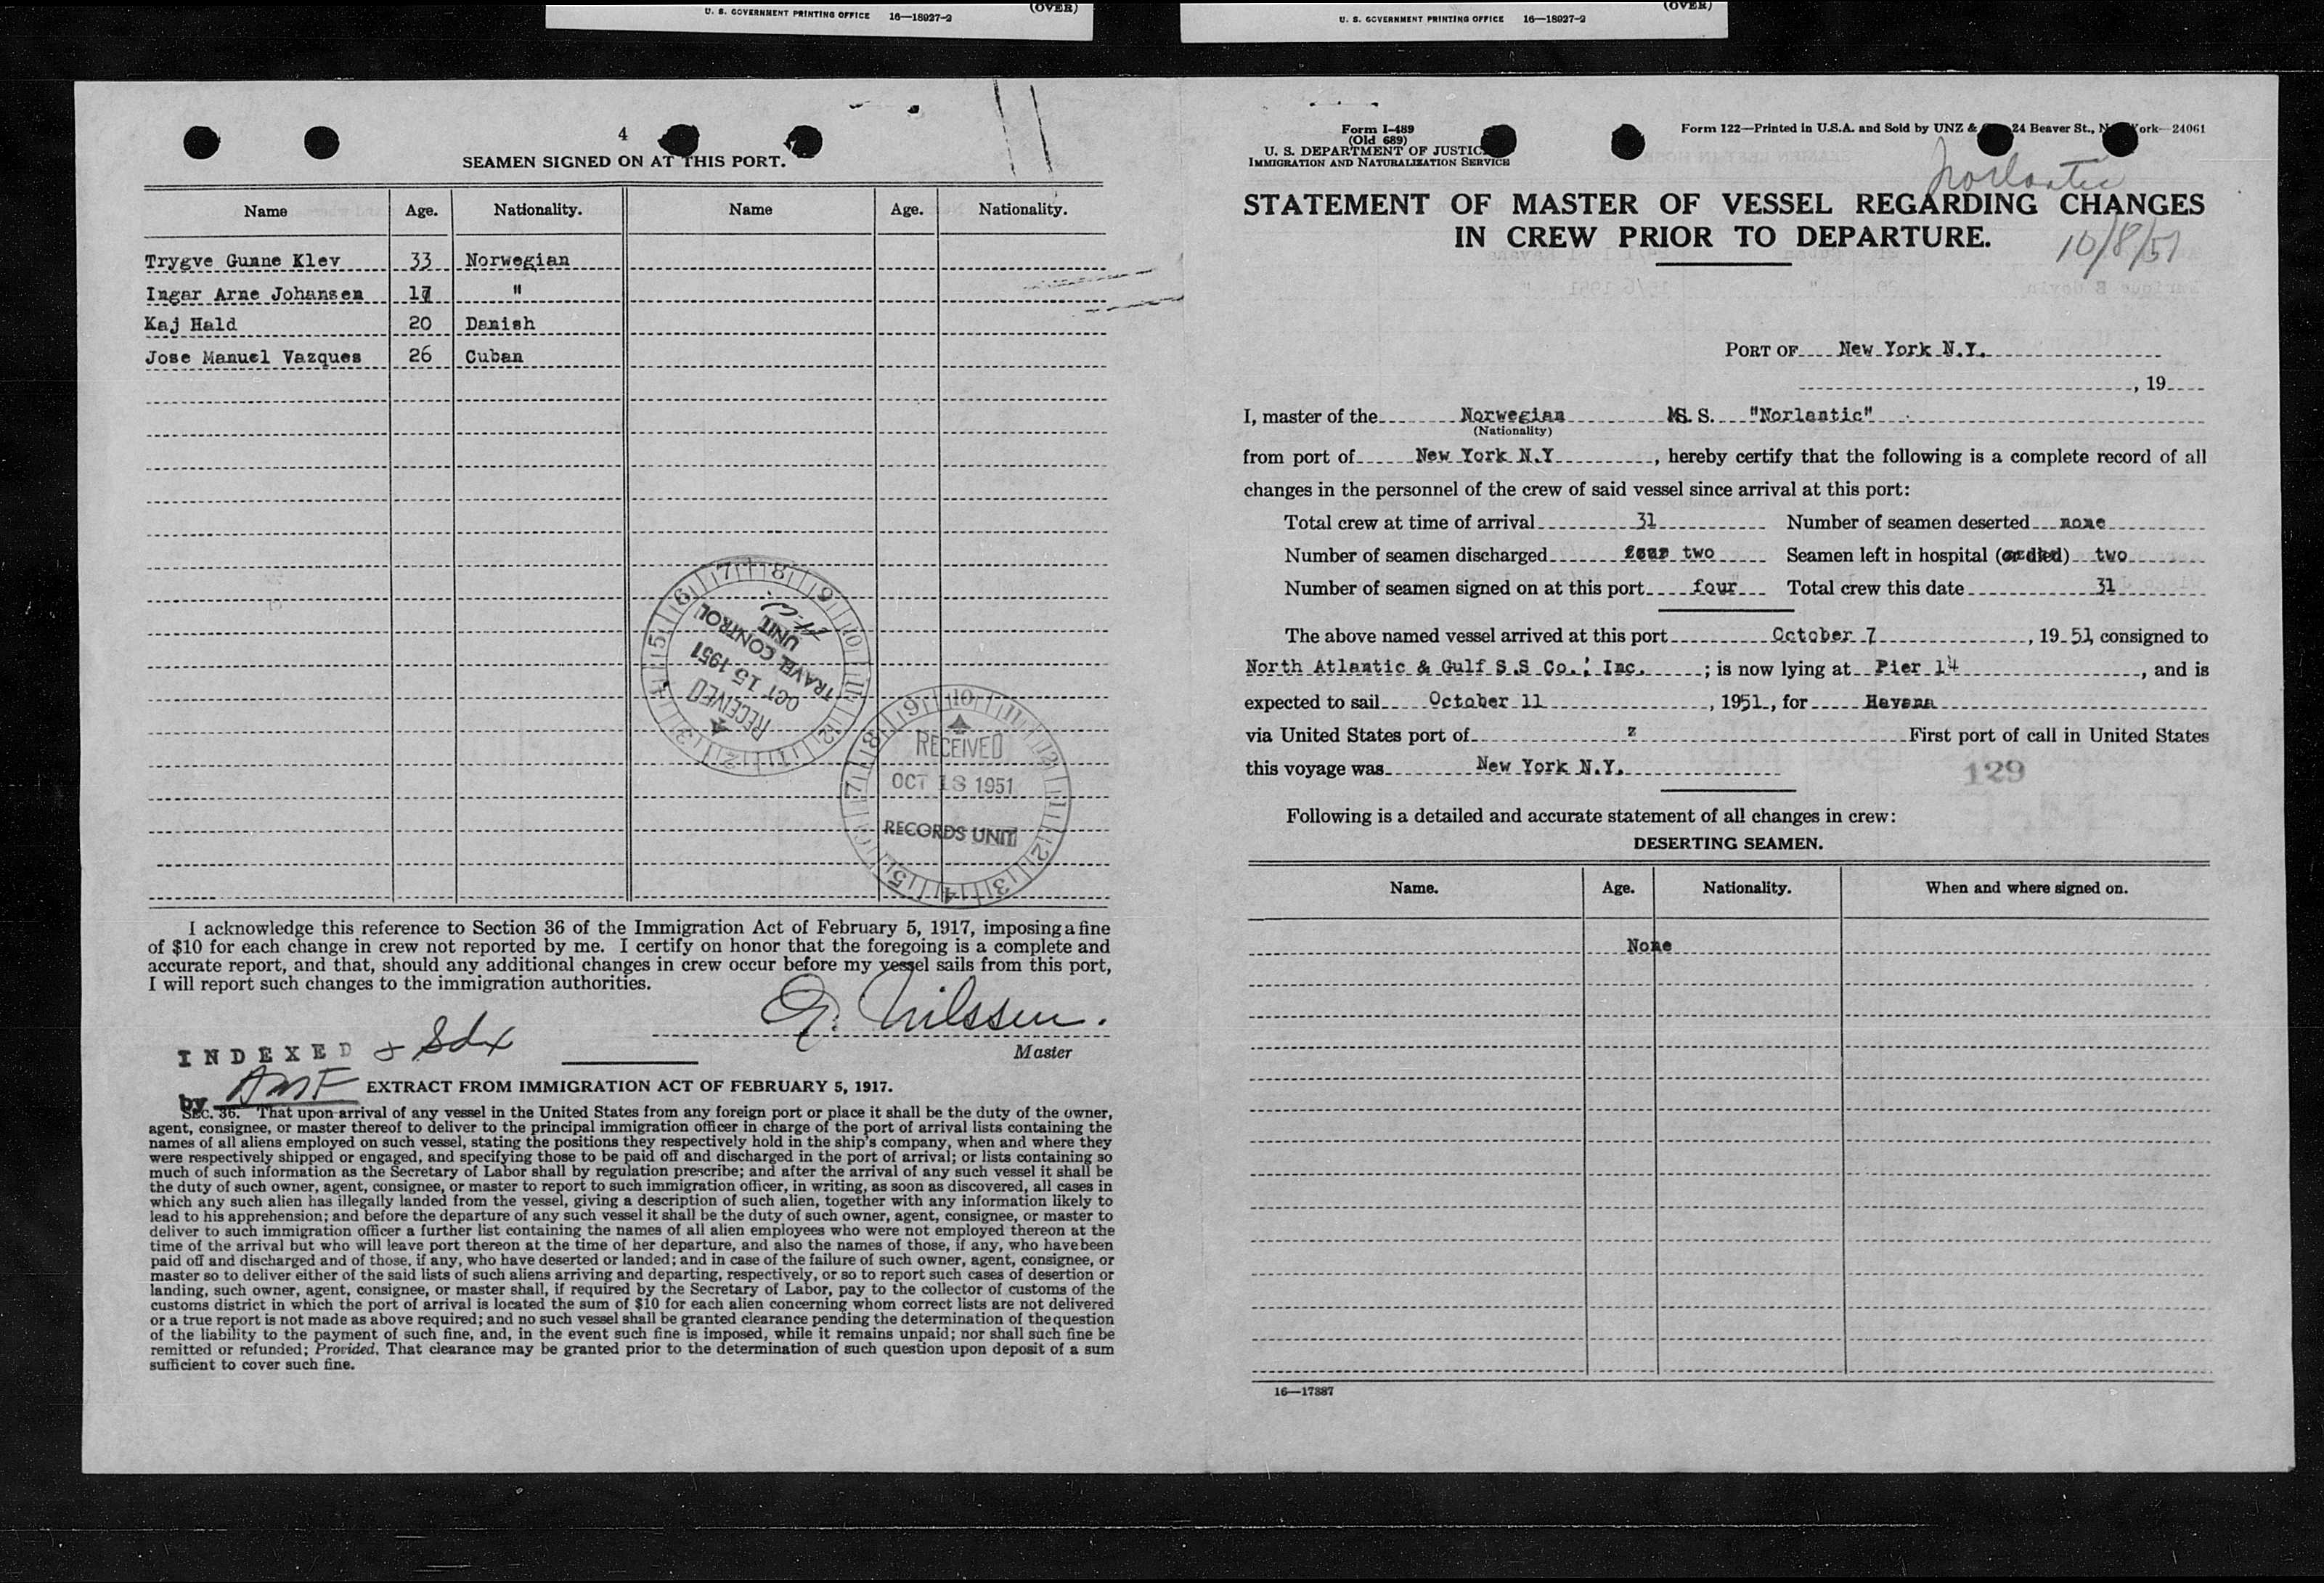 U. S. GOVERNMENT PRINTING OFFICE 16—18927-2 (OVER)
U. S. GOVERNMENT PRINTING OFFICE 16—18927-2 (OVER)
4
SEAMEN SIGNED ON AT THIS PORT.
Name Age. Nationality. Name Age. Nationality.
Trygve Gunne Klev 33 Norwegian
Ingar Arne Johansen 17 "
Kaj Hald 20 Danish
Jose Manuel Vazques 26 Cuban
RECEIVED
OCT 15 1951
TRAVEL CONTROL
UNIT
RECEIVED
OCT 18 1951
RECORDS UNIT
I acknowledge this reference to Section 36 of the Immigration Act of February 5, 1917, imposing a fine
of $10 for each change in crew not reported by me. I certify on honor that the foregoing is a complete and
accurate report, and that, should any additional changes in crew occur before my vessel sails from this port,
I will report such changes to the immigration authorities.
G. Nilssen.
Master
INDEXED
by AMF
EXTRACT FROM IMMIGRATION ACT OF FEBRUARY 5, 1917.
SEC. 36. That upon arrival of any vessel in the United States from any foreign port or place it shall be the duty of the owner,
agent, consignee, or master thereof to deliver to the principal immigration officer in charge of the port of arrival lists containing the
names of all aliens employed on such vessel, stating the positions they respectively hold in the ship's company, when and where they
were respectively shipped or engaged, and specifying those to be paid off and discharged in the port of arrival; or lists containing so
much of such information as the Secretary of Labor shall by regulation prescribe; and after the arrival of any such vessel it shall be
the duty of such owner, agent, consignee, or master to report to such immigration officer, in writing, as soon as discovered, all cases in
which any such alien has illegally landed from the vessel, giving a description of such alien, together with any information likely to
lead to his apprehension; and before the departure of any such vessel it shall be the duty of such owner, agent, consignee, or master to
deliver to such immigration officer a further list containing the names of all alien employees who were not employed thereon at the
time of the arrival but who will leave port thereon at the time of her departure, and also the names of those, if any, who have been
paid off and discharged and of those, if any, who have deserted or landed; and in case of the failure of such owner, agent, consignee, or
master so to deliver either of the said lists of such aliens arriving and departing, respectively, or so to report such cases of desertion or
landing, such owner, agent, consignee, or master shall, if required by the Secretary of Labor, pay to the collector of customs of the
customs district in which the port of arrival is located the sum of $10 for each alien concerning whom correct lists are not delivered
or a true report is not made as above required; and no such vessel shall be granted clearance pending the determination of the question
of the liability to the payment of such fine, and, in the event such fine is imposed, while it remains unpaid; nor shall such fine be
remitted or refunded; Provided, That clearance may be granted prior to the determination of such question upon deposit of a sum
sufficient to cover such fine.
Form I-489
(Old 689)
U. S. DEPARTMENT OF JUSTICE
IMMIGRATION AND NATURALIZATION SERVICE
Form 122—Printed in U.S.A. and Sold by UNZ & 24 Beaver St., N York—24061
Norlantic
STATEMENT OF MASTER OF VESSEL REGARDING CHANGES
IN CREW PRIOR TO DEPARTURE.
10/8/51
PORT OF New York N.Y.
, 19
I, master of the Norwegian M.S. S. "Norlantic"
(Nationality)
from port of New York N.Y , hereby certify that the following is a complete record of all
changes in the personnel of the crew of said vessel since arrival at this port:
Total crew at time of arrival 31 Number of seamen deserted none
Number of seamen discharged four two Seamen left in hospital (or died) two
Number of seamen signed on at this port four Total crew this date 31
The above named vessel arrived at this port October 7 , 19 51, consigned to
North Atlantic & Gulf S.S Co., Inc. ; is now lying at Pier 14 , and is
expected to sail October 11 , 1951, for Havana
via United States port of z First port of call in United States
this voyage was New York N.Y.
129
Following is a detailed and accurate statement of all changes in crew:
DESERTING SEAMEN.
Name. Age. Nationality. When and where signed on.
None
16—17887